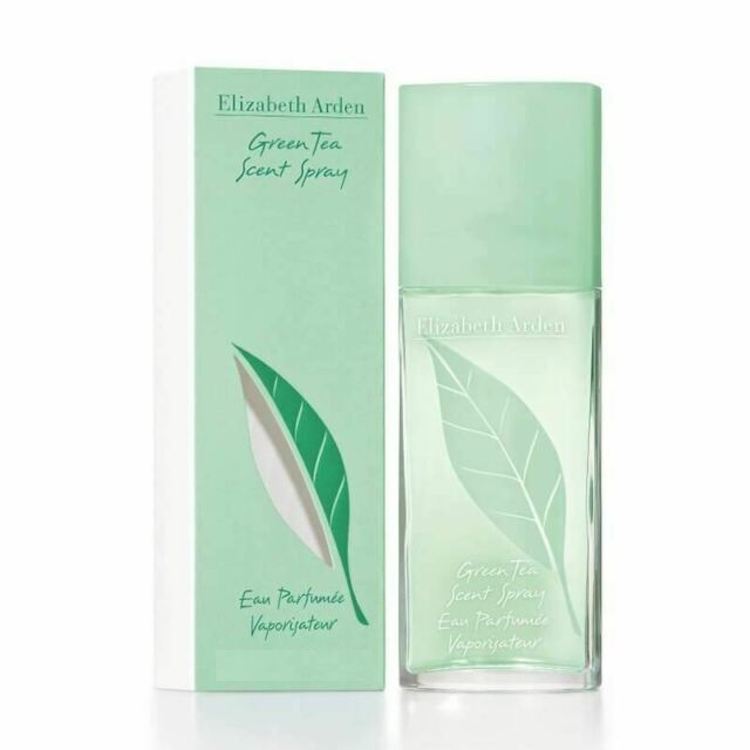 Elizabeth Arden
Green Tea
Scent Spray
Eau Parfumée
Vaporisateur
Elizabeth Arden
Green Tea
Scent Spray
Eau Parfumée
Vaporisateur